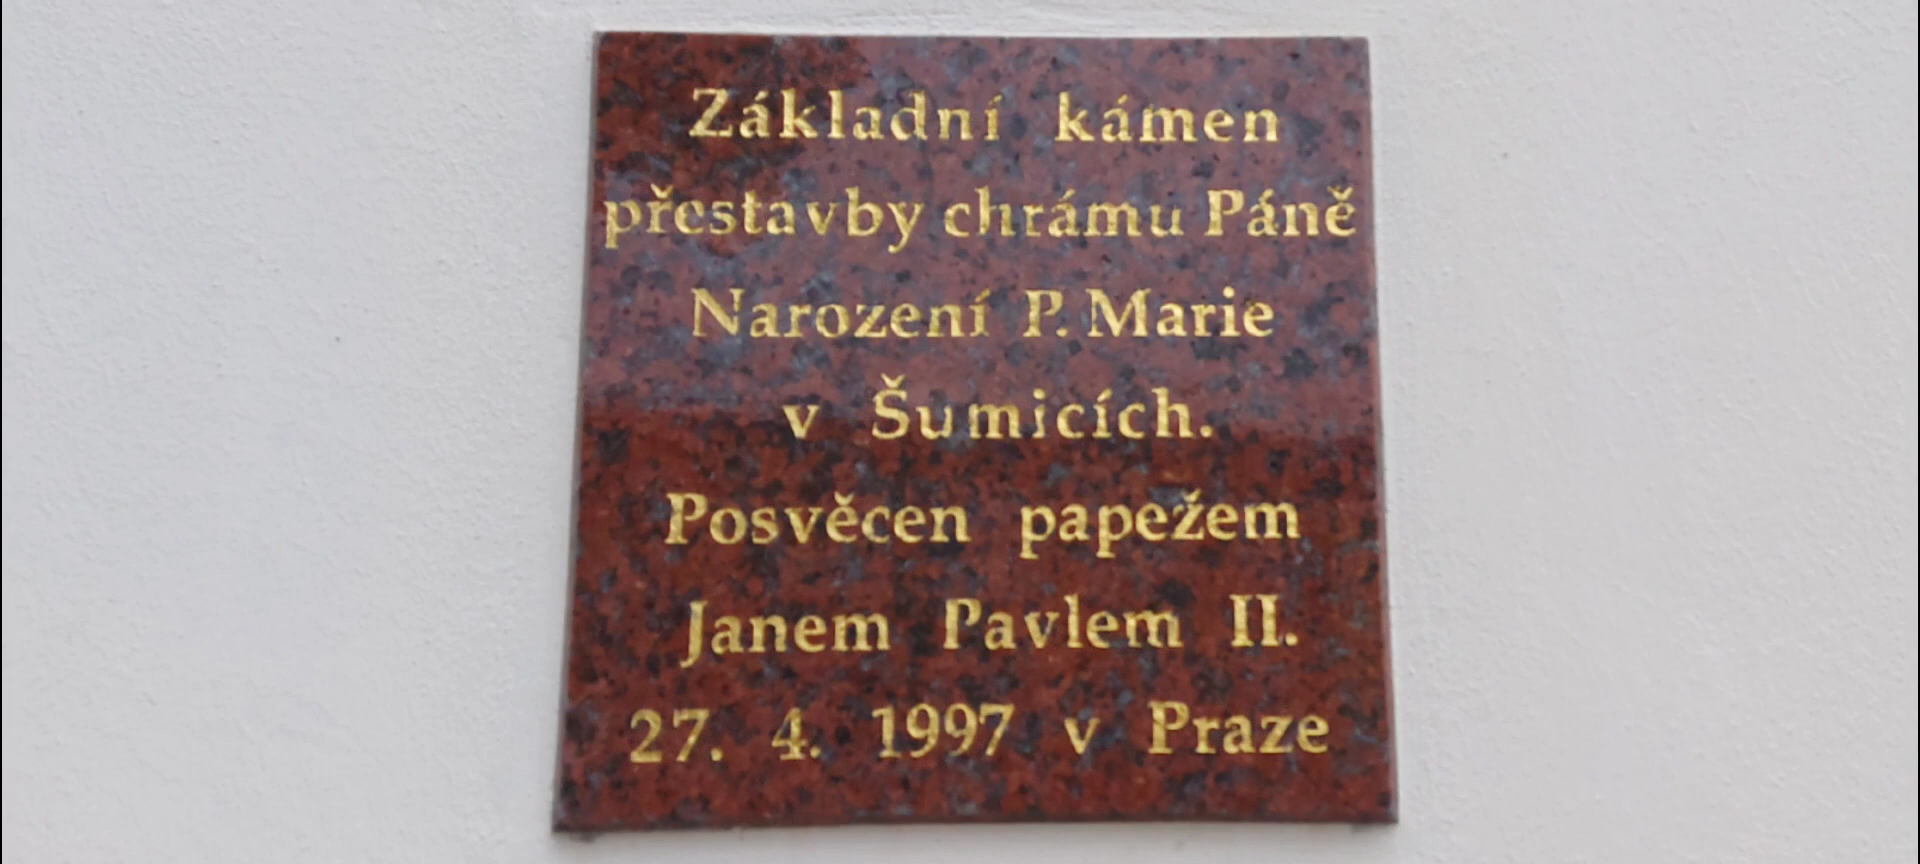 Základní kámen
přestavby chrámu Páně
Narození P. Marie
v Šumicích.
Posvěcen papežem
Janem Pavlem II.
27. 4. 1997 v Praze